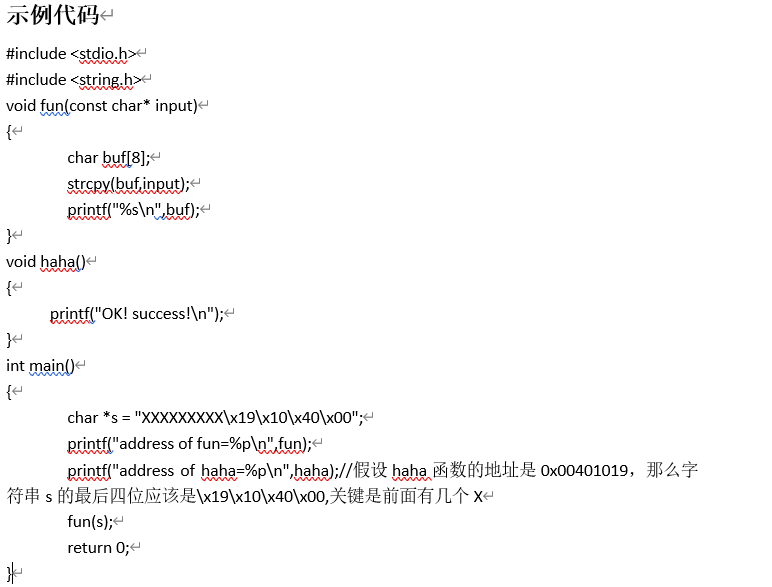 示例代码
#include <stdio.h>
#include <string.h>
void fun(const char* input)
{
char buf[8];
strcpy(buf,input);
printf("%s\n",buf);
}
void haha()
{
printf("OK! success!\n");
}
int main()
{
char *s = "XXXXXXXXX\x19\x10\x40\x00";
printf("address of fun=%p\n",fun);
printf("address of haha=%p\n",haha);//假设 haha 函数的地址是 0x00401019，那么字
符串 s 的最后四位应该是\x19\x10\x40\x00,关键是前面有几个 X
fun(s);
return 0;
}